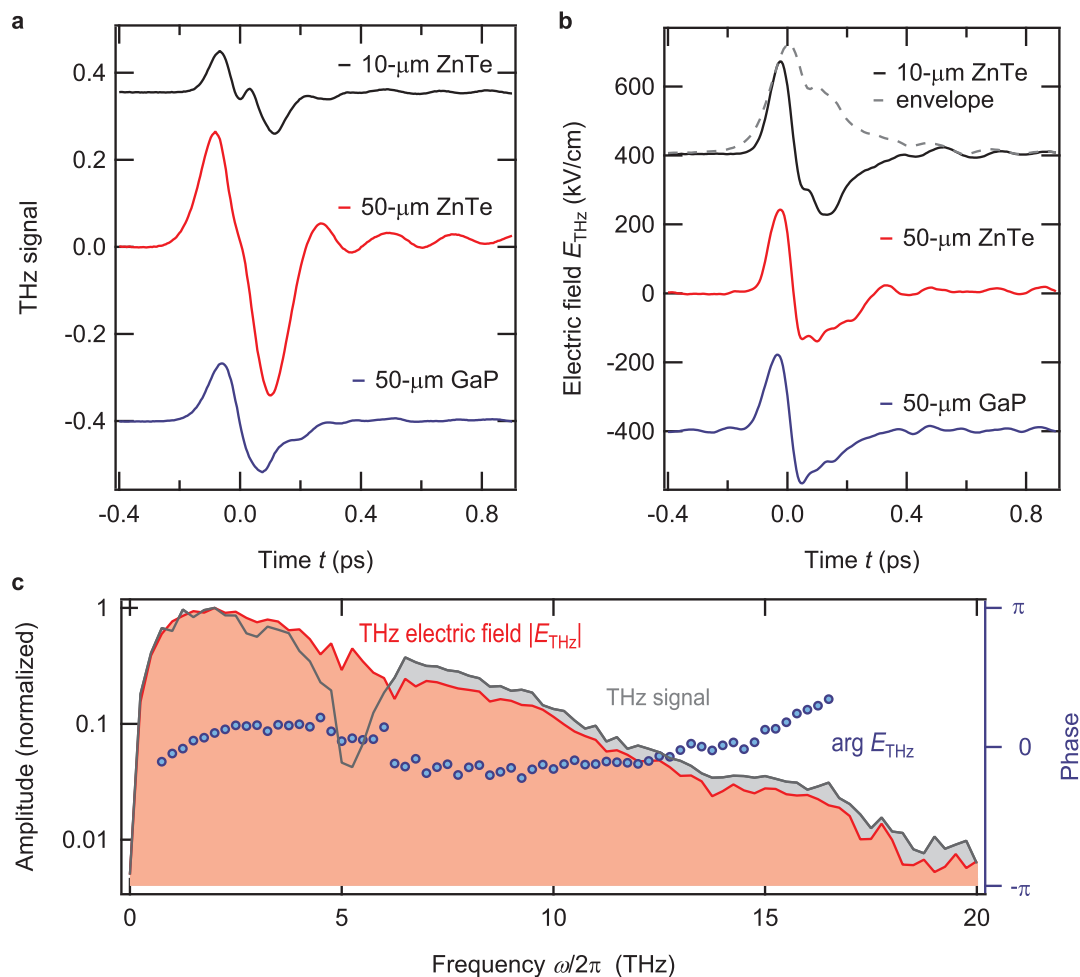 a
THz signal
0.4
0.2
0.0
-0.2
-0.4
10-μm ZnTe
50-μm ZnTe
50-μm GaP
-0.4
0.0
0.4
0.8
Time t (ps)
b
Electric field E_THz (kV/cm)
600
400
200
0
-200
-400
10-μm ZnTe
envelope
50-μm ZnTe
50-μm GaP
-0.4
0.0
0.4
0.8
Time t (ps)
c
Amplitude (normalized)
1
0.1
0.01
THz electric field |E_THz|
THz signal
arg E_THz
π
0
-π
Phase
0
5
10
15
20
Frequency ω/2π (THz)